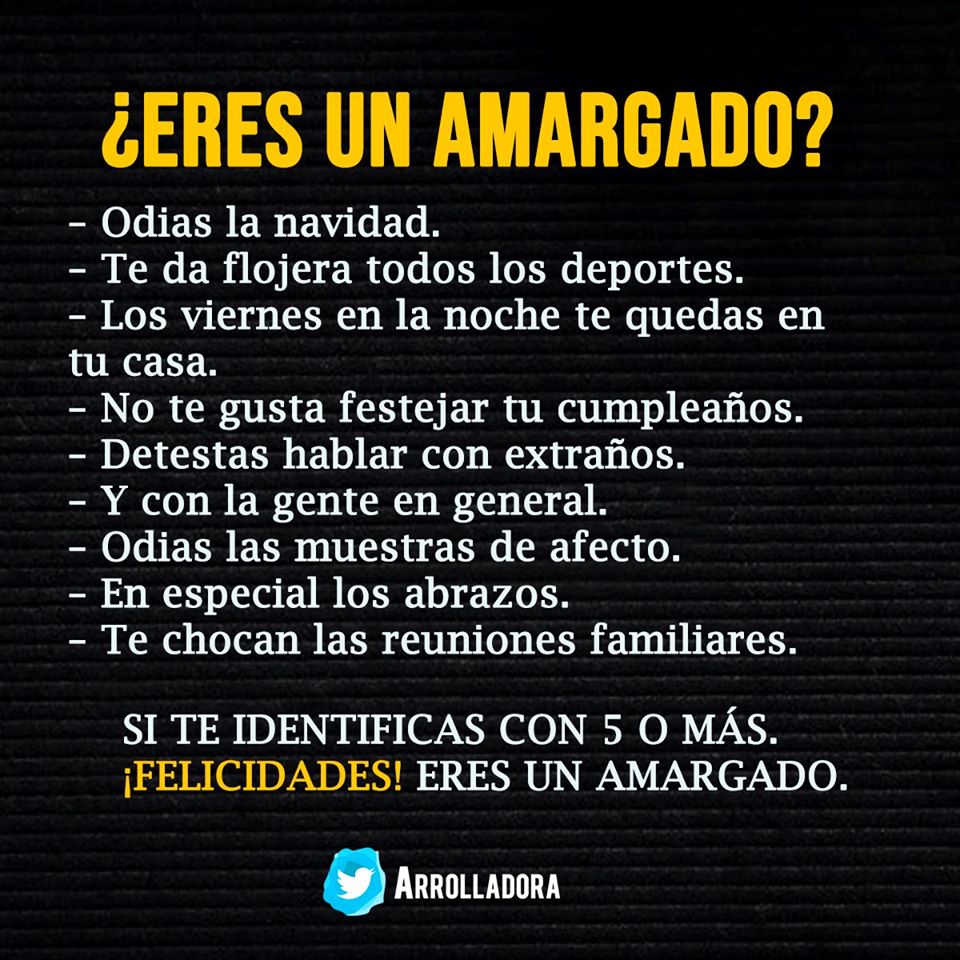 ¿ERES UN AMARGADO?
– Odias la navidad.
– Te da flojera todos los deportes.
– Los viernes en la noche te quedas en
tu casa.
– No te gusta festejar tu cumpleaños.
– Detestas hablar con extraños.
– Y con la gente en general.
– Odias las muestras de afecto.
– En especial los abrazos.
– Te chocan las reuniones familiares.
SI TE IDENTIFICAS CON 5 O MÁS.
¡FELICIDADES! ERES UN AMARGADO.
ARROLLADORA